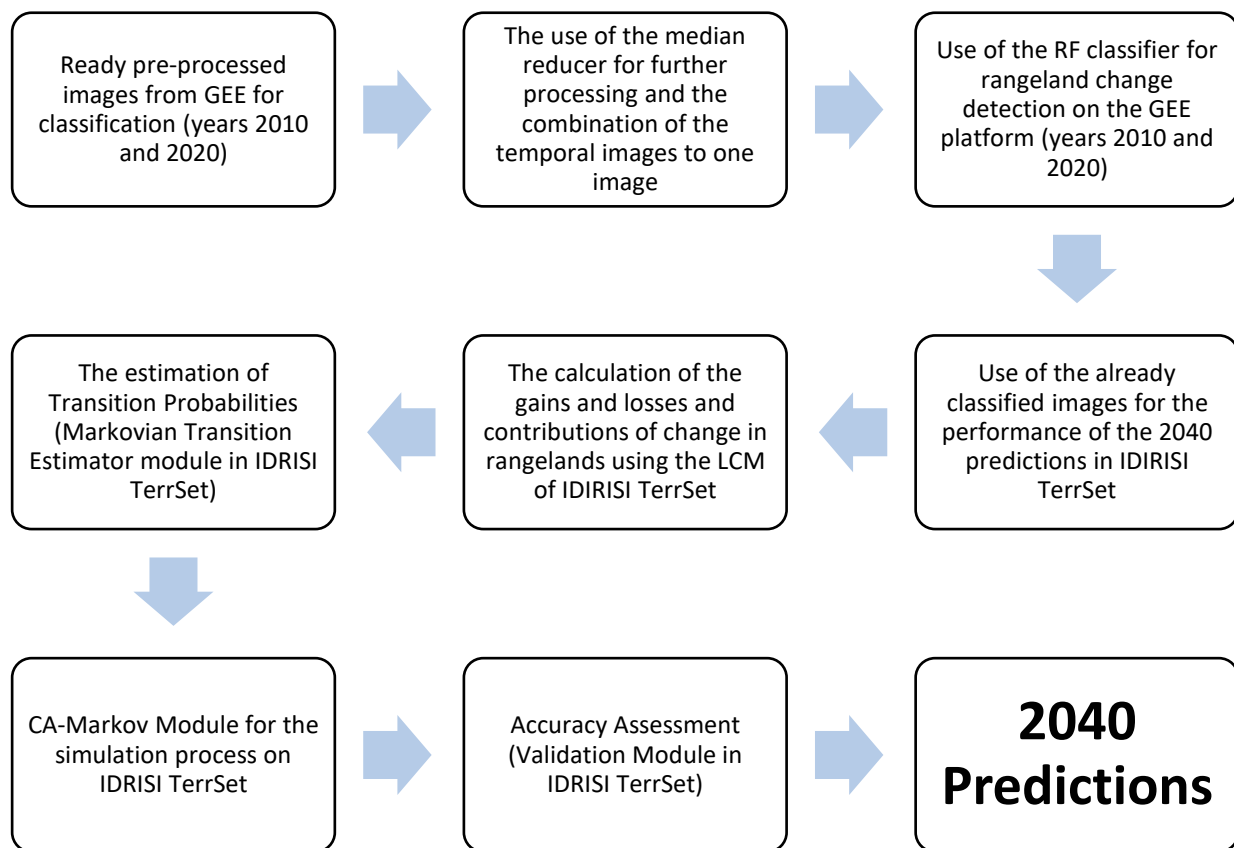 Ready pre-processed
images from GEE for
classification (years 2010
and 2020)
The use of the median
reducer for further
processing and the
combination of the
temporal images to one
image
Use of the RF classifier for
rangeland change
detection on the GEE
platform (years 2010 and
2020)
Use of the already
classified images for the
performance of the 2040
predictions in IDIRISI
TerrSet
The calculation of the
gains and losses and
contributions of change in
rangelands using the LCM
of IDIRISI TerrSet
The estimation of
Transition Probabilities
(Markovian Transition
Estimator module in IDRISI
TerrSet)
CA-Markov Module for the
simulation process on
IDRISI TerrSet
Accuracy Assessment
(Validation Module in
IDRISI TerrSet)
2040
Predictions